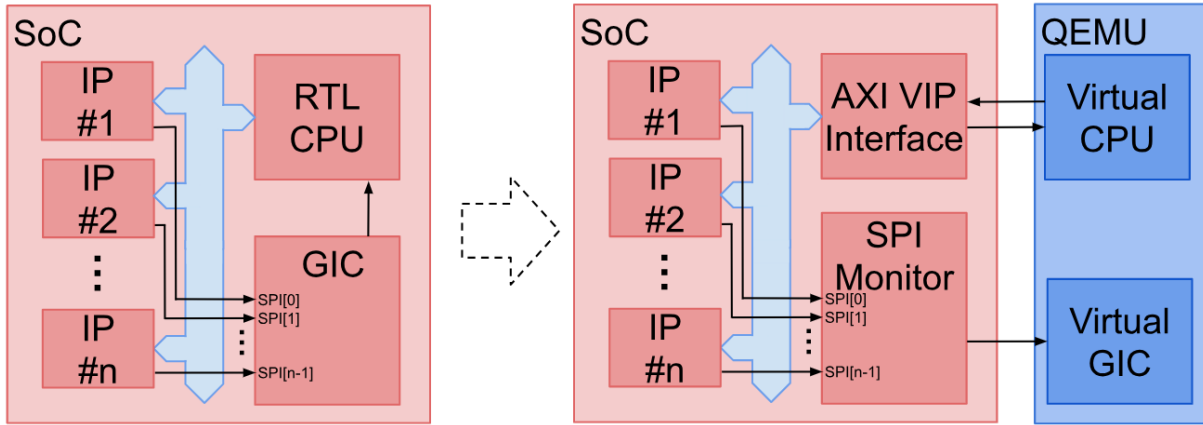 SoC
IP
#1
RTL
CPU
IP
#2
⋮
GIC
SPI[0]
SPI[1]
⋮
IP
#n
SPI[n-1]
SoC
IP
#1
AXI VIP
Interface
IP
#2
⋮
SPI
Monitor
SPI[0]
SPI[1]
⋮
IP
#n
SPI[n-1]
QEMU
Virtual
CPU
Virtual
GIC